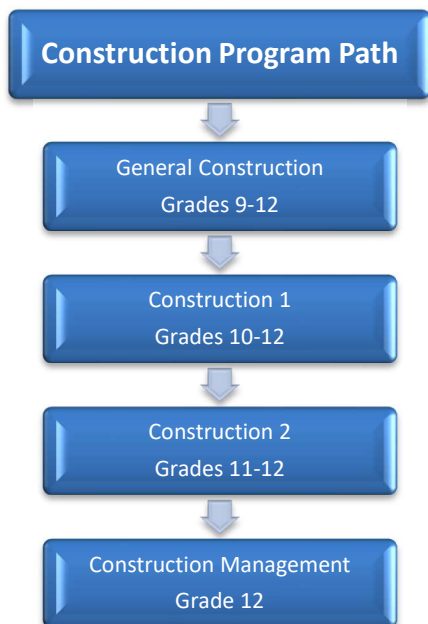 Construction Program Path
General Construction
Grades 9-12
Construction 1
Grades 10-12
Construction 2
Grades 11-12
Construction Management
Grade 12